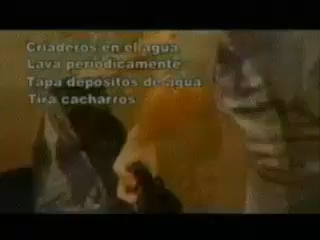 Criaderos en el agua
Lava periodicamente
Tapa depositos de agua
Tira cacharros